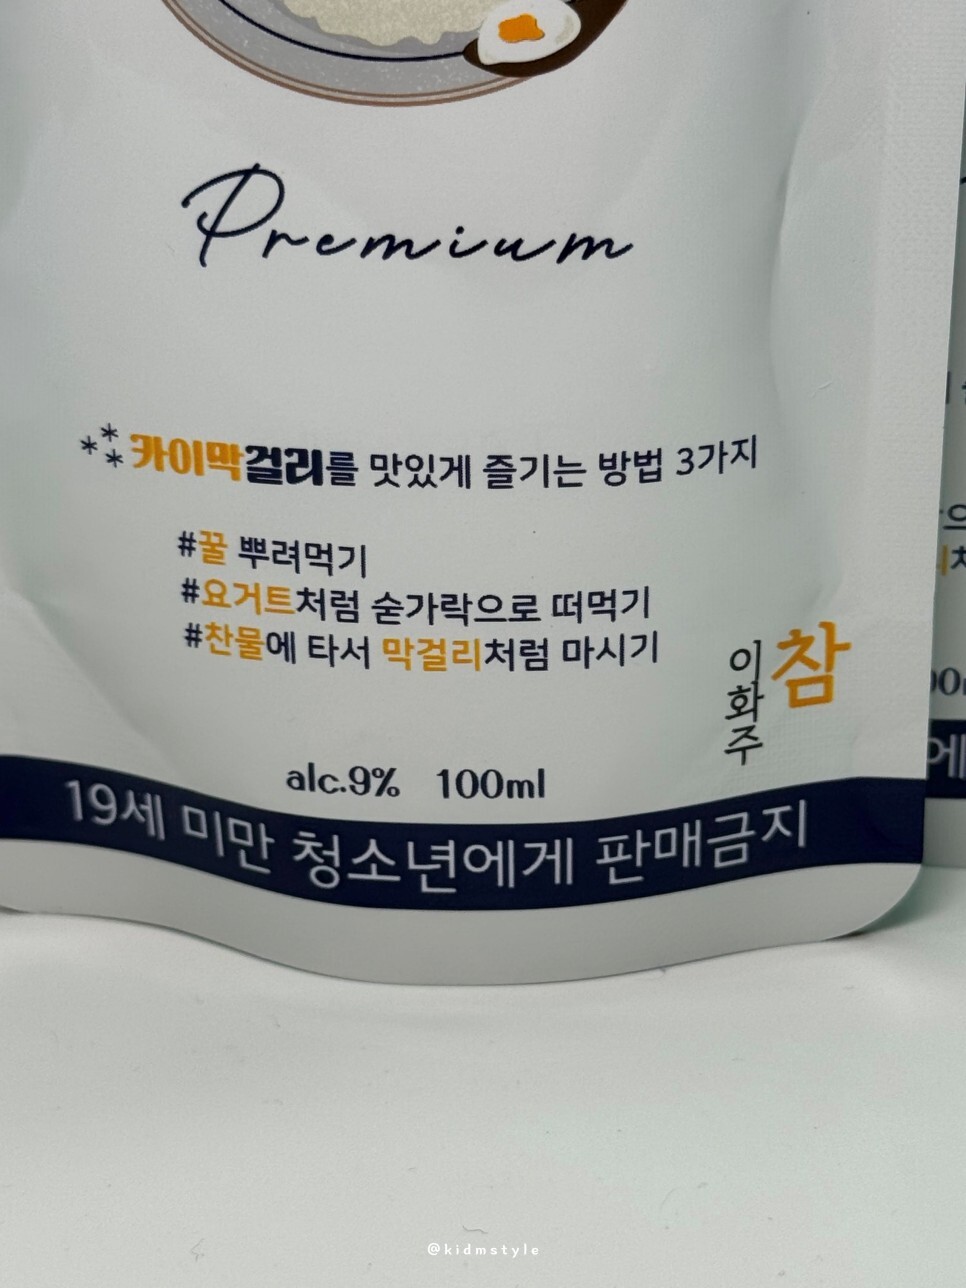 Premium
카이막걸리를 맛있게 즐기는 방법 3가지
#꿀 뿌려먹기
#요거트처럼 숟가락으로 떠먹기
#찬물에 타서 막걸리처럼 마시기
참
이화주
alc.9% 100ml
19세 미만 청소년에게 판매금지
@kidmstyle